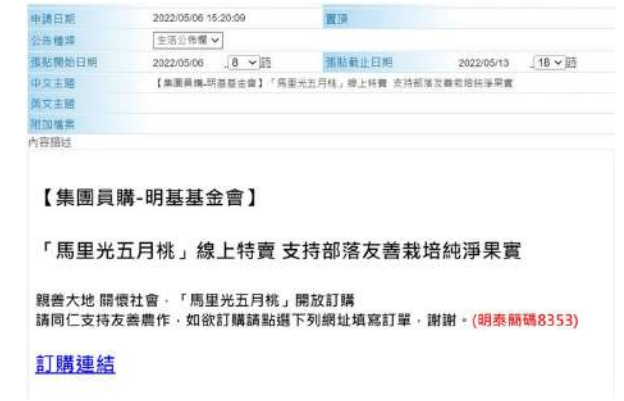 申請日期 2022/05/06 15:20:09 置頂
公告種類 生活公佈欄
張貼開始日期 2022/05/06 8 時 張貼截止日期 2022/05/13 18 時
中文主題 【集團員購-明基基金會】「馬里光五月桃」線上特賣 支持部落友善栽培純淨果實
英文主題
附加檔案
內容描述
【集團員購-明基基金會】
「馬里光五月桃」線上特賣 支持部落友善栽培純淨果實
親善大地 關懷社會，「馬里光五月桃」開放訂購
請同仁支持友善農作，如欲訂購請點選下列網址填寫訂單，謝謝。(明泰簡碼8353)
訂購連結